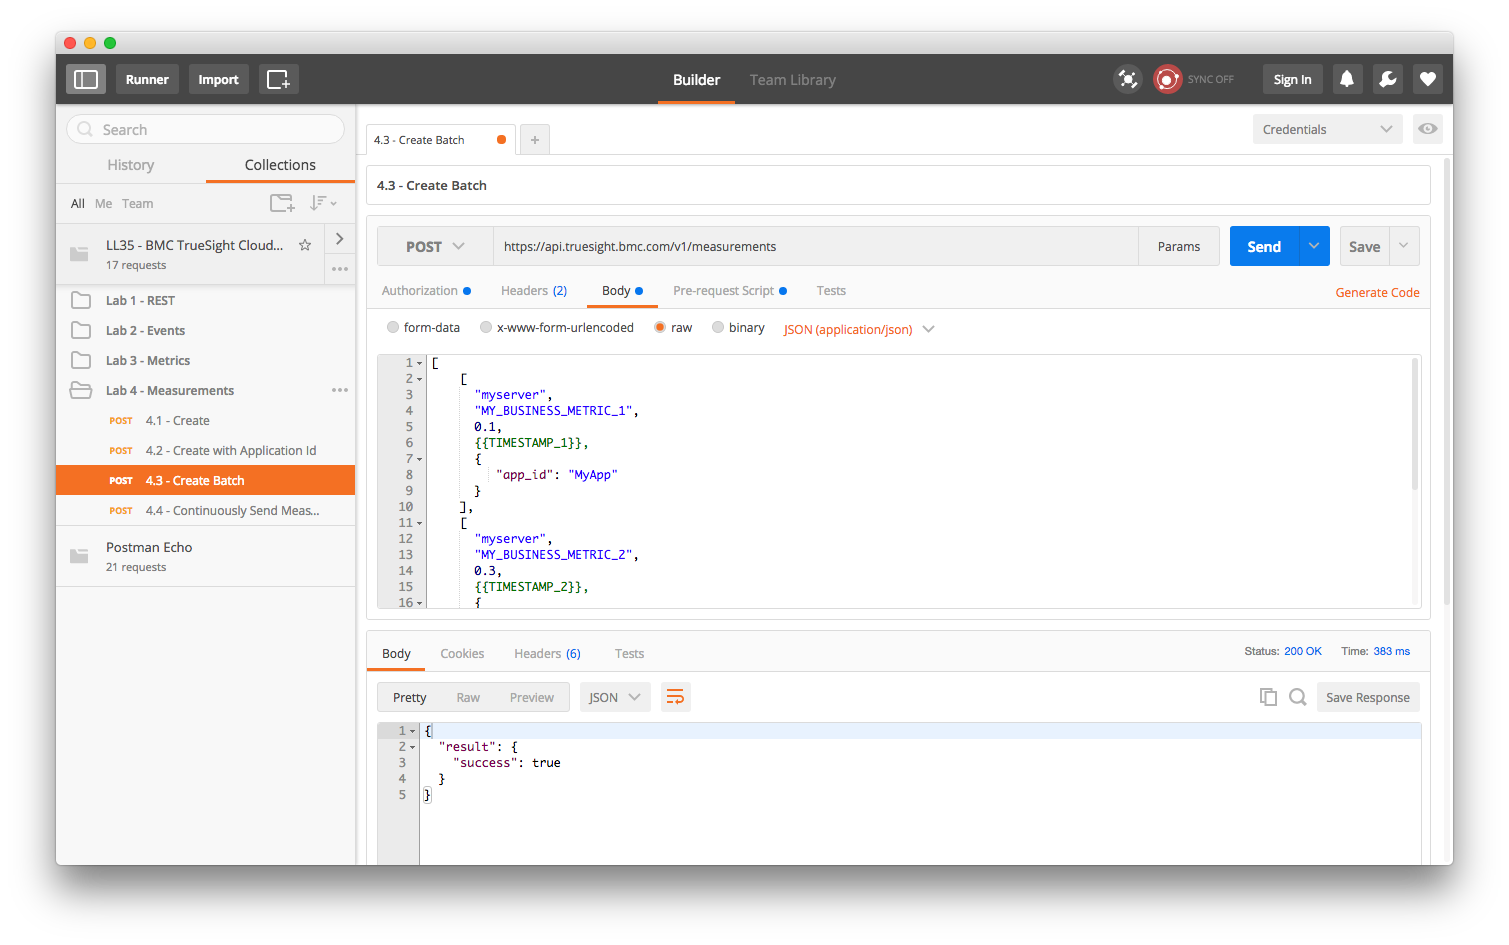 Runner Import Builder Team Library SYNC OFF Sign In
Search
History Collections
All Me Team
LL35 - BMC TrueSight Cloud...
17 requests
Lab 1 - REST
Lab 2 - Events
Lab 3 - Metrics
Lab 4 - Measurements
POST 4.1 - Create
POST 4.2 - Create with Application Id
POST 4.3 - Create Batch
POST 4.4 - Continuously Send Meas...
Postman Echo
21 requests
4.3 - Create Batch + Credentials
4.3 - Create Batch
POST https://api.truesight.bmc.com/v1/measurements Params Send Save
Authorization Headers (2) Body Pre-request Script Tests Generate Code
form-data x-www-form-urlencoded raw binary JSON (application/json)
1 [
2 [
3 "myserver",
4 "MY_BUSINESS_METRIC_1",
5 0.1,
6 {{TIMESTAMP_1}},
7 {
8 "app_id": "MyApp"
9 }
10 ],
11 [
12 "myserver",
13 "MY_BUSINESS_METRIC_2",
14 0.3,
15 {{TIMESTAMP_2}},
16 {
Body Cookies Headers (6) Tests Status: 200 OK Time: 383 ms
Pretty Raw Preview JSON Save Response
1 {
2 "result": {
3 "success": true
4 }
5 }